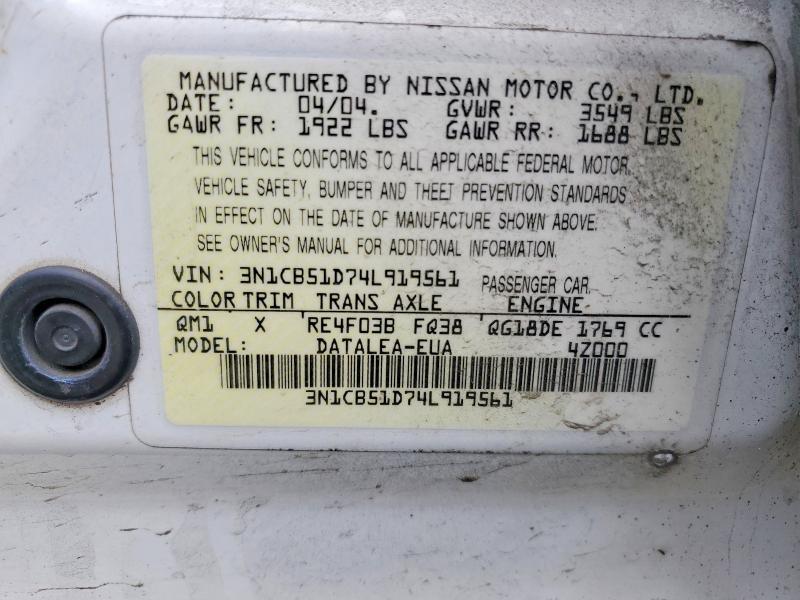 MANUFACTURED BY NISSAN MOTOR CO., LTD.
DATE: 04/04. GVWR: 3549 LBS
GAWR FR: 1922 LBS GAWR RR: 1688 LBS
THIS VEHICLE CONFORMS TO ALL APPLICABLE FEDERAL MOTOR
VEHICLE SAFETY, BUMPER AND THEFT PREVENTION STANDARDS
IN EFFECT ON THE DATE OF MANUFACTURE SHOWN ABOVE.
SEE OWNER'S MANUAL FOR ADDITIONAL INFORMATION.
VIN: 3N1CB51D74L919561 PASSENGER CAR
COLOR TRIM TRANS AXLE ENGINE
QM1 X RE4F03B FQ38 QG18DE 1769 CC
MODEL: DATALEA-EUA 4Z000
3N1CB51D74L919561